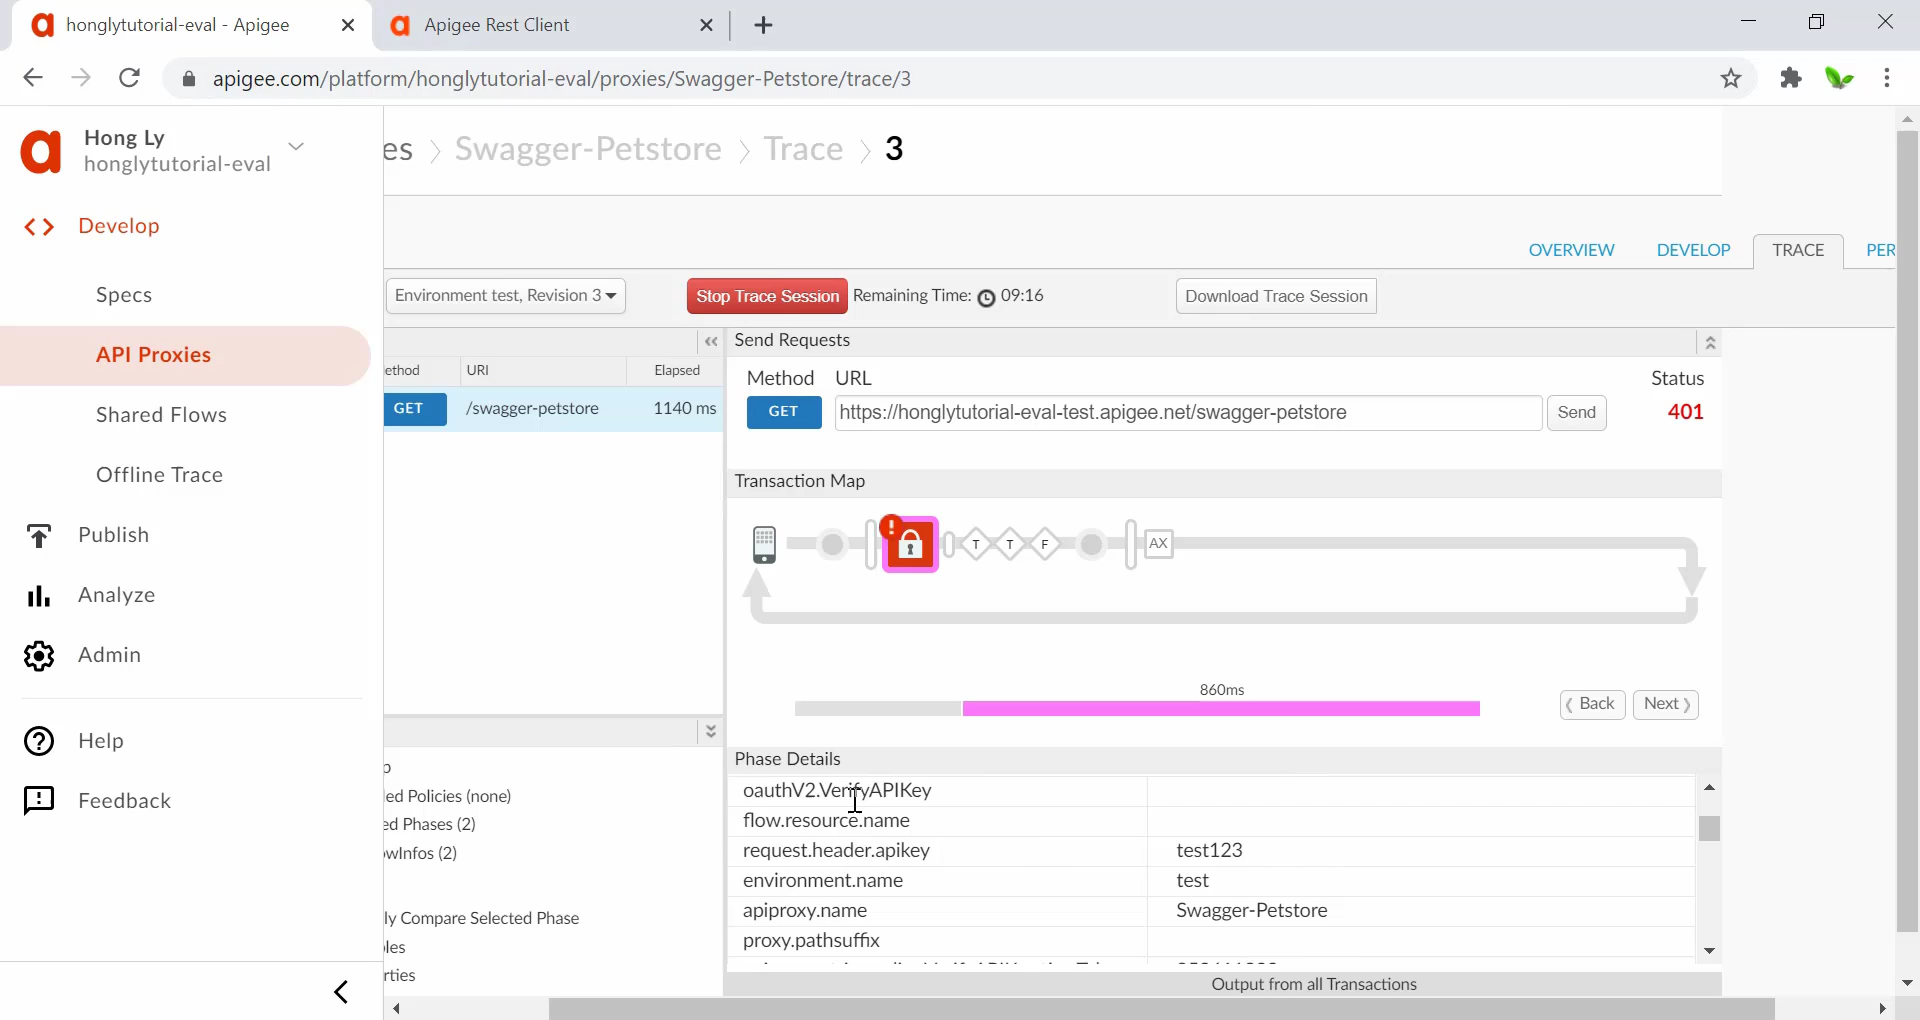 honglytutorial-eval - Apigee
Apigee Rest Client
apigee.com/platform/honglytutorial-eval/proxies/Swagger-Petstore/trace/3
Hong Ly
honglytutorial-eval
es > Swagger-Petstore > Trace > 3
Develop
OVERVIEW DEVELOP TRACE PER
Specs
Environment test, Revision 3
Stop Trace Session
Remaining Time: 09:16
Download Trace Session
API Proxies
Shared Flows
Offline Trace
Publish
Analyze
Admin
Help
Feedback
ethod URI Elapsed
GET /swagger-petstore 1140 ms
Send Requests
Method URL Status
GET https://honglytutorial-eval-test.apigee.net/swagger-petstore Send 401
Transaction Map
T T F AX
860ms
Back Next
ed Policies (none)
ed Phases (2)
owInfos (2)
ly Compare Selected Phase
les
rties
Phase Details
oauthV2.VerifyAPIKey
flow.resource.name
request.header.apikey test123
environment.name test
apiproxy.name Swagger-Petstore
proxy.pathsuffix
Output from all Transactions